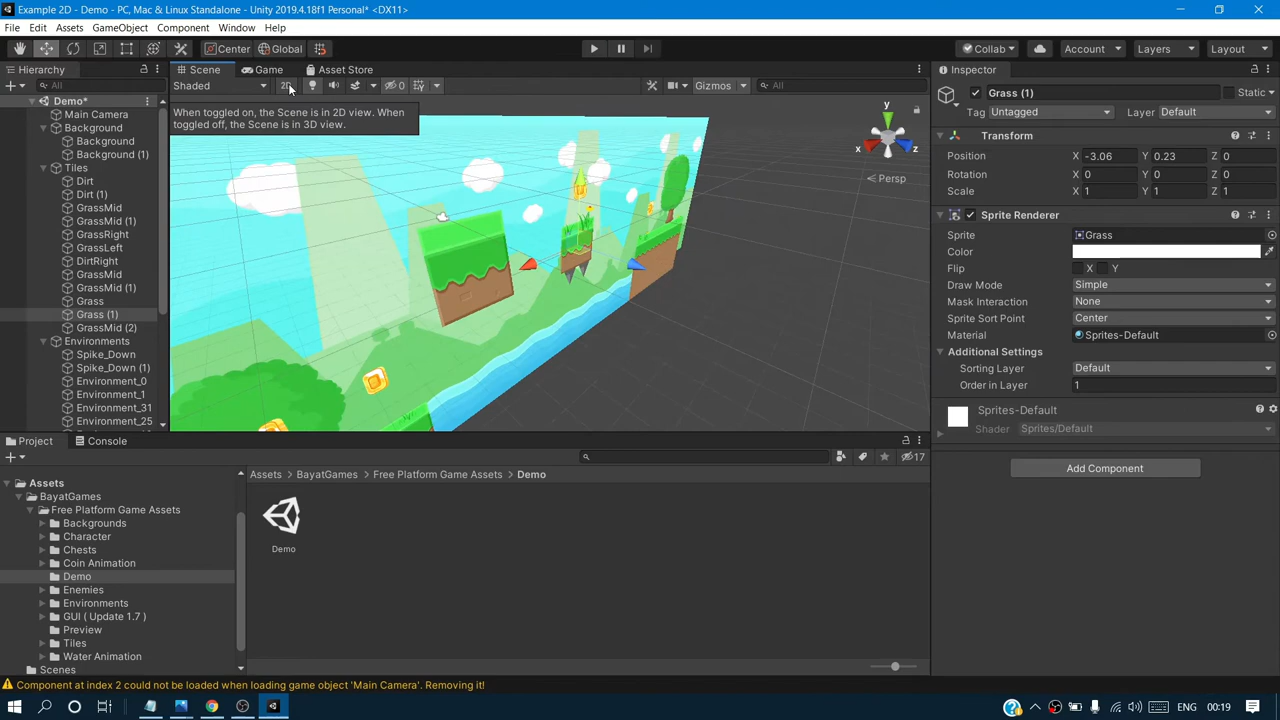 Example 2D - Demo - PC, Mac & Linux Standalone - Unity 2019.4.18f1 Personal* <DX11>
File Edit Assets GameObject Component Window Help
Center Global Collab Account Layers Layout
Hierarchy Scene Game Asset Store Inspector
All Shaded 2D 0 Gizmos All Grass (1) Static
Demo*
Main Camera
Background
Background
Background (1)
Tiles
Dirt
Dirt (1)
GrassMid
GrassMid (1)
GrassRight
GrassLeft
DirtRight
GrassMid
GrassMid (1)
Grass
Grass (1)
GrassMid (2)
Environments
Spike_Down
Spike_Down (1)
Environment_0
Environment_1
Environment_31
Environment_25
When toggled on, the Scene is in 2D view. When
toggled off, the Scene is in 3D view.
y
x z
Persp
Tag Untagged Layer Default
Transform
Position X -3.06 Y 0.23 Z 0
Rotation X 0 Y 0 Z 0
Scale X 1 Y 1 Z 1
Sprite Renderer
Sprite Grass
Color
Flip X Y
Draw Mode Simple
Mask Interaction None
Sprite Sort Point Center
Material Sprites-Default
Additional Settings
Sorting Layer Default
Order in Layer 1
Sprites-Default
Shader Sprites/Default
Add Component
Project Console
17
Assets
BayatGames
Free Platform Game Assets
Backgrounds
Character
Chests
Coin Animation
Demo
Enemies
Environments
GUI ( Update 1.7 )
Preview
Tiles
Water Animation
Scenes
Assets > BayatGames > Free Platform Game Assets > Demo
Demo
Component at index 2 could not be loaded when loading game object 'Main Camera'. Removing it!
ENG 00:19